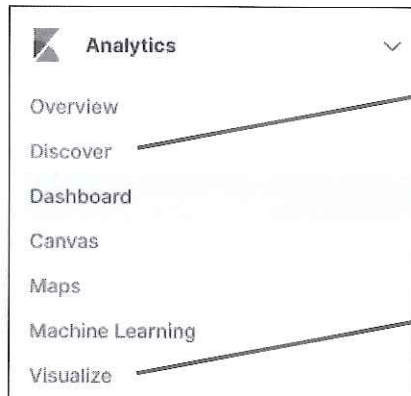 Analytics
Overview
Discover
Dashboard
Canvas
Maps
Machine Learning
Visualize